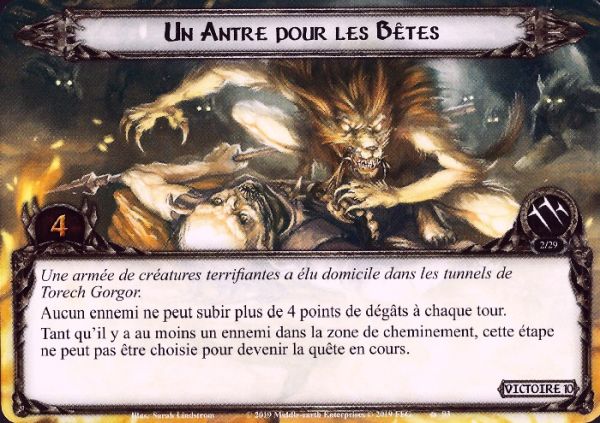 Un Antre pour les Bêtes
4
2/29
Une armée de créatures terrifiantes a élu domicile dans les tunnels de
Torech Gorgor.
Aucun ennemi ne peut subir plus de 4 points de dégâts à chaque tour.
Tant qu'il y a au moins un ennemi dans la zone de cheminement, cette étape
ne peut pas être choisie pour devenir la quête en cours.
VICTOIRE 10
Illus. Sarah Lindstrom © 2019 Middle-earth Enterprises © 2019 FFG